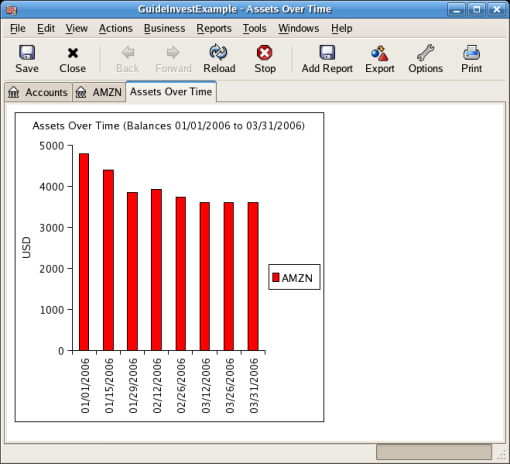 GuideInvestExample - Assets Over Time
File Edit View Actions Business Reports Tools Windows Help
Save Close Back Forward Reload Stop Add Report Export Options Print
Accounts AMZN Assets Over Time
Assets Over Time (Balances 01/01/2006 to 03/31/2006)
5000
4000
3000
2000
1000
0
USD
AMZN
01/01/2006
01/15/2006
01/29/2006
02/12/2006
02/26/2006
03/12/2006
03/26/2006
03/31/2006